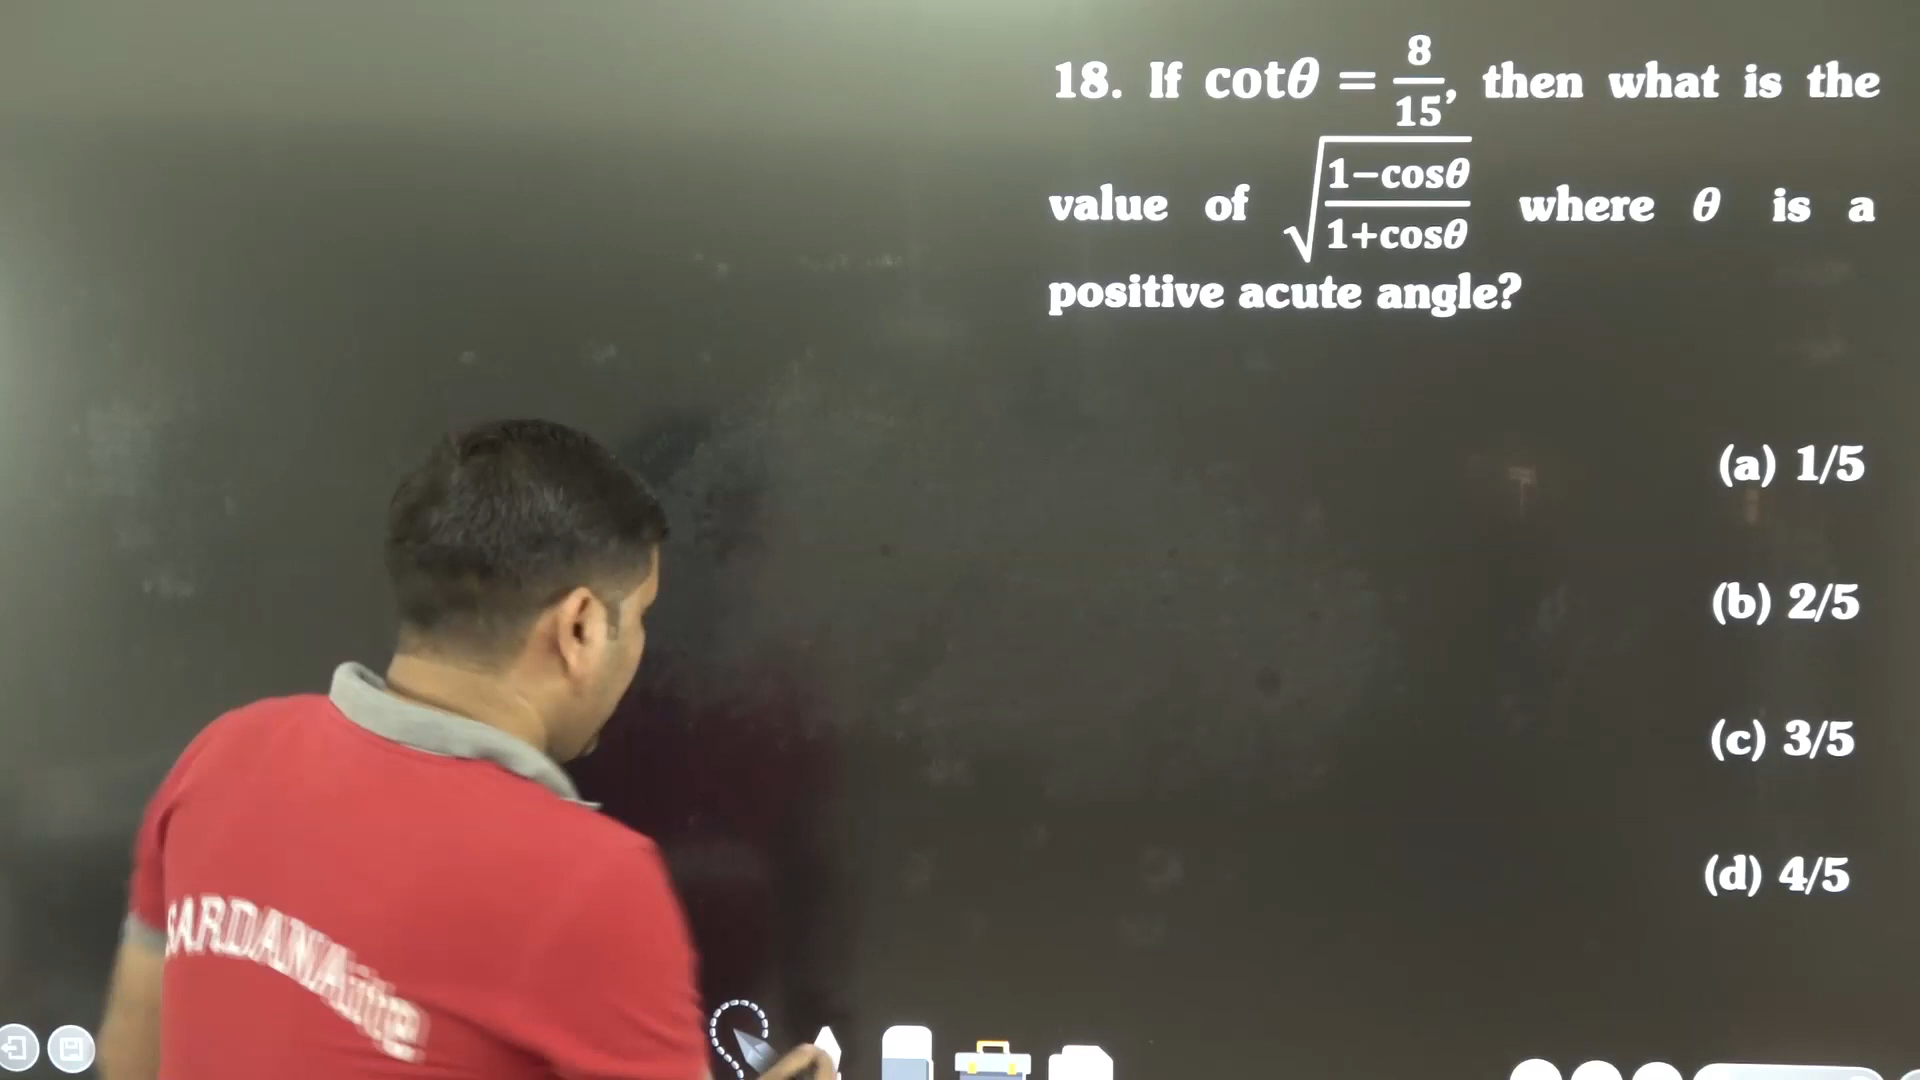 18. If cotθ = 8/15, then what is the
value of √((1−cosθ)/(1+cosθ)) where θ is a
positive acute angle?
(a) 1/5
(b) 2/5
(c) 3/5
(d) 4/5